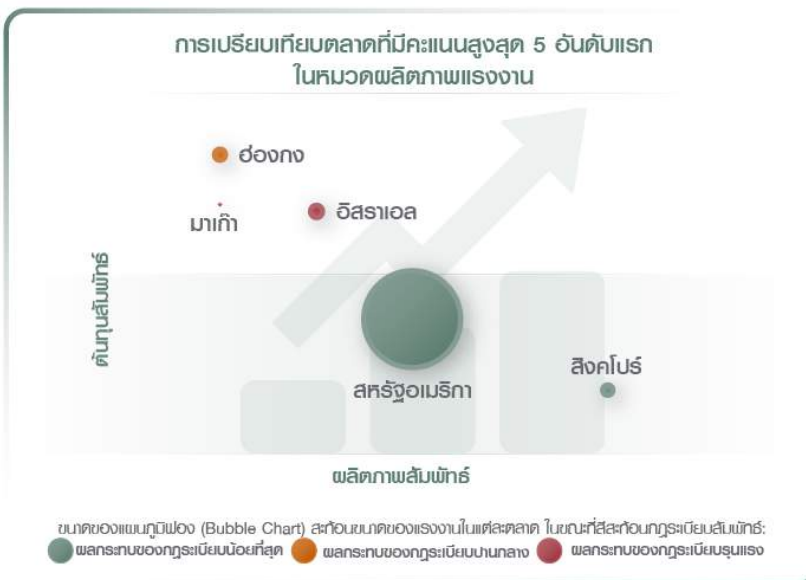 การเปรียบเทียบตลาดที่มีคะแนนสูงสุด 5 อันดับแรก
ในหมวดผลิตภาพแรงงาน
ฮ่องกง
มาเก๊า
อิสราเอล
ต้นทุนสัมพัทธ์
สหรัฐอเมริกา
สิงคโปร์
ผลิตภาพสัมพัทธ์
ขนาดของแผนภูมิฟอง (Bubble Chart) สะท้อนขนาดของแรงงานในแต่ละตลาด ในขณะที่สีสะท้อนกฎระเบียบสัมพัทธ์:
ผลกระทบของกฎระเบียบน้อยที่สุด ผลกระทบของกฎระเบียบปานกลาง ผลกระทบของกฎระเบียบรุนแรง